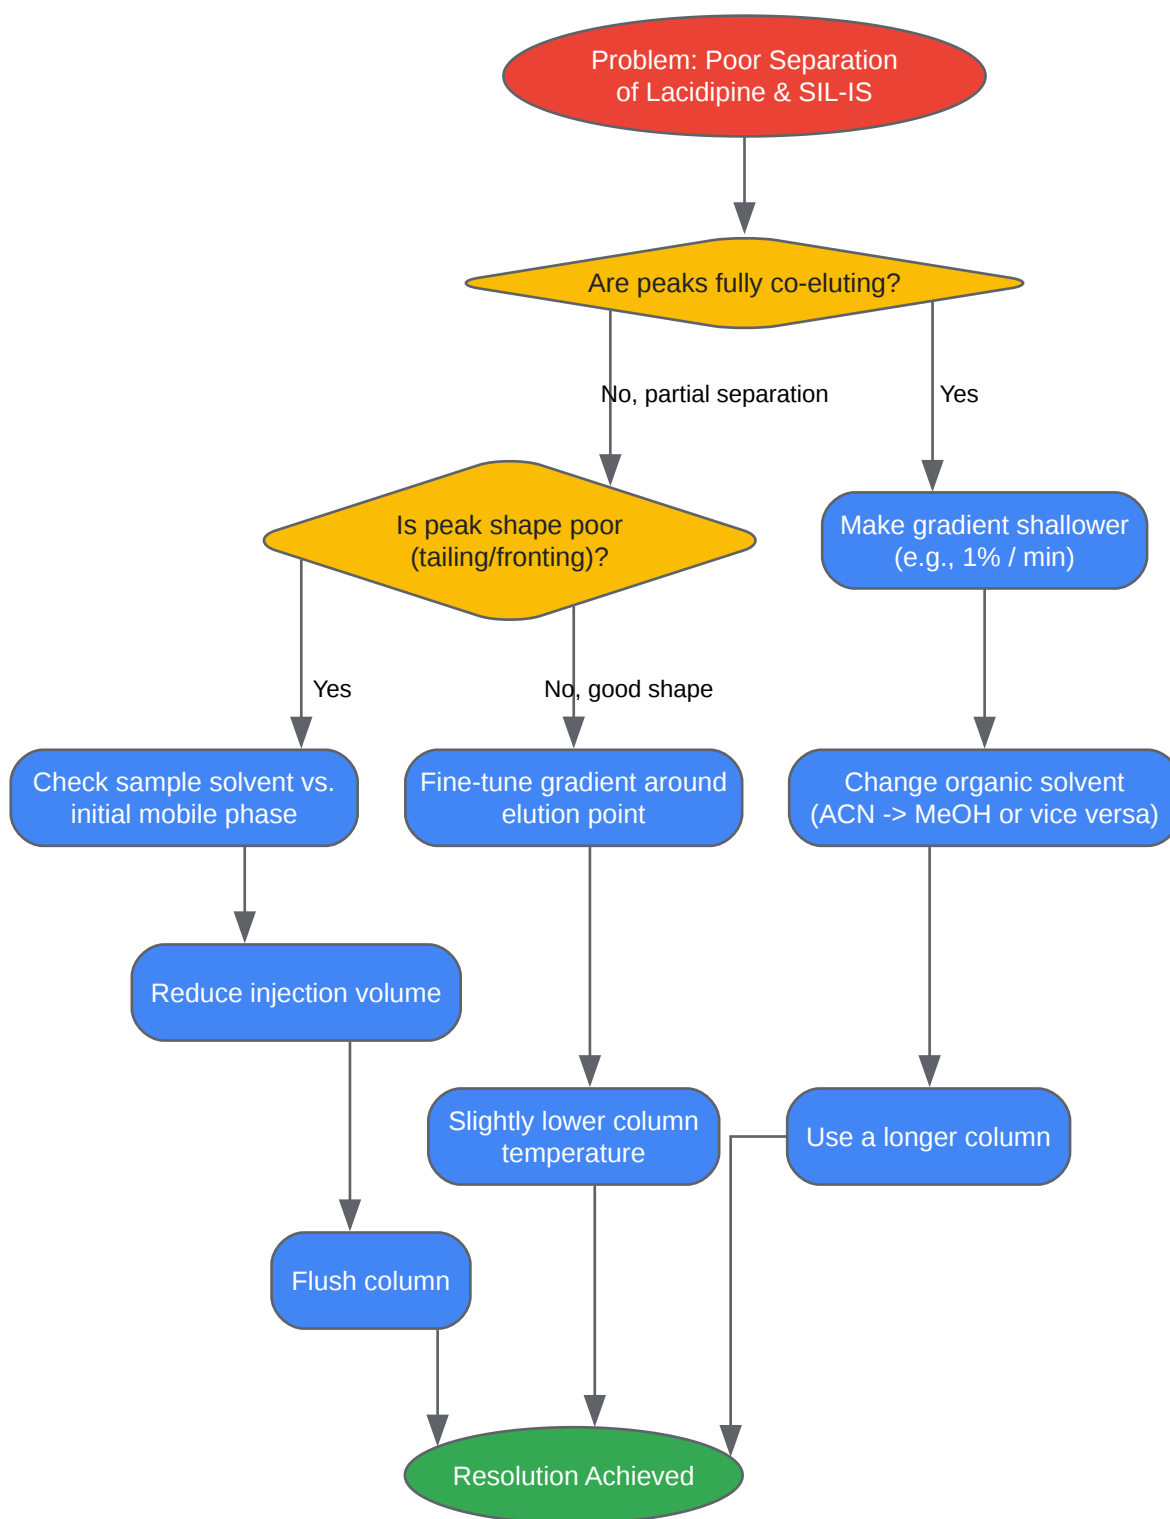 Problem: Poor Separation
of Lacidipine & SIL-IS
Are peaks fully co-eluting?
No, partial separation
Yes
Is peak shape poor
(tailing/fronting)?
Make gradient shallower
(e.g., 1% / min)
Yes
No, good shape
Check sample solvent vs.
initial mobile phase
Fine-tune gradient around
elution point
Change organic solvent
(ACN -> MeOH or vice versa)
Reduce injection volume
Slightly lower column
temperature
Use a longer column
Flush column
Resolution Achieved